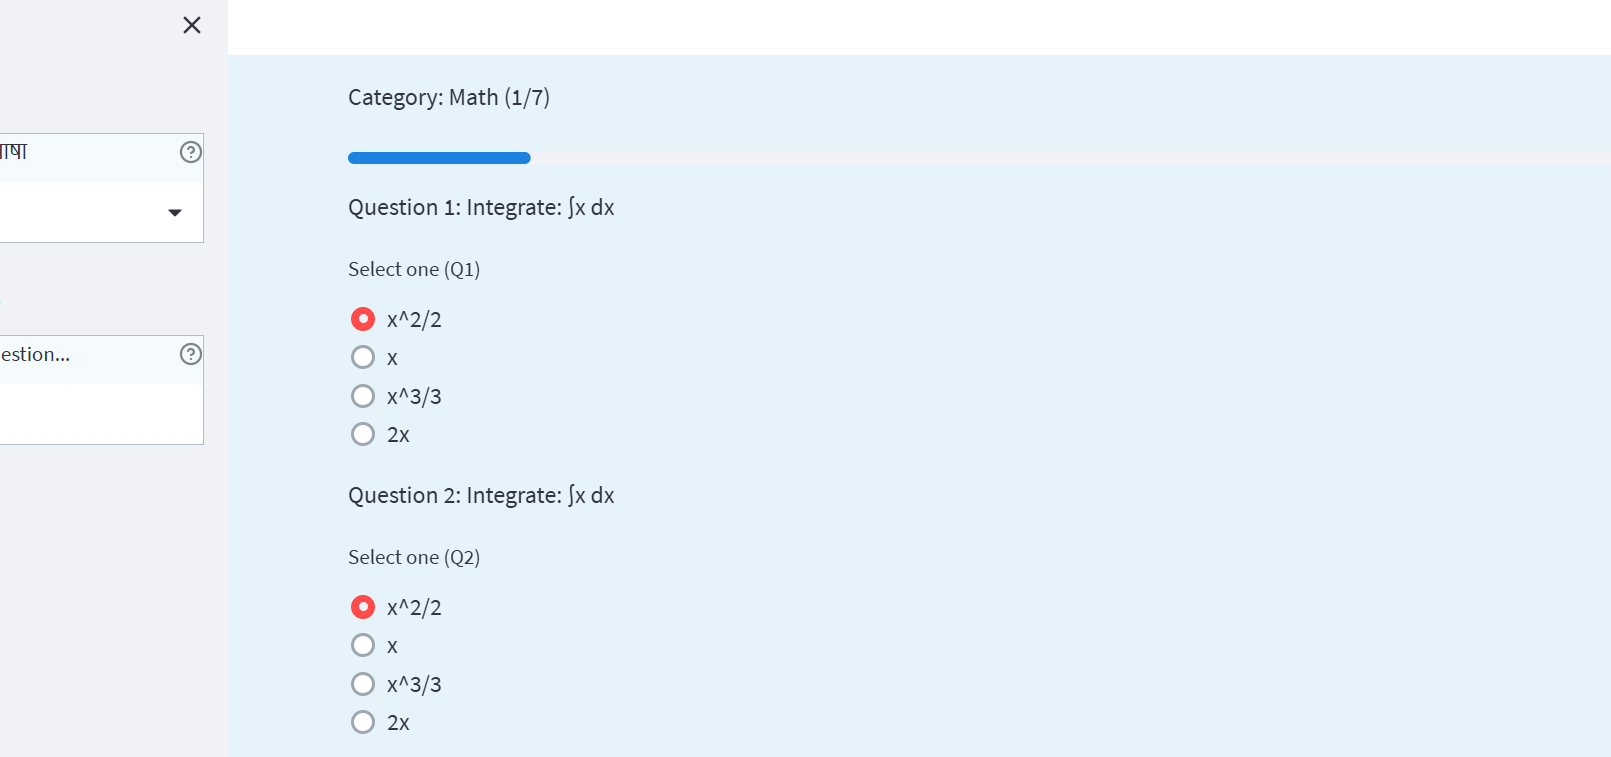 Category: Math (1/7)
Question 1: Integrate: ∫x dx
Select one (Q1)
x^2/2
x
x^3/3
2x
Question 2: Integrate: ∫x dx
Select one (Q2)
x^2/2
x
x^3/3
2x
estion...